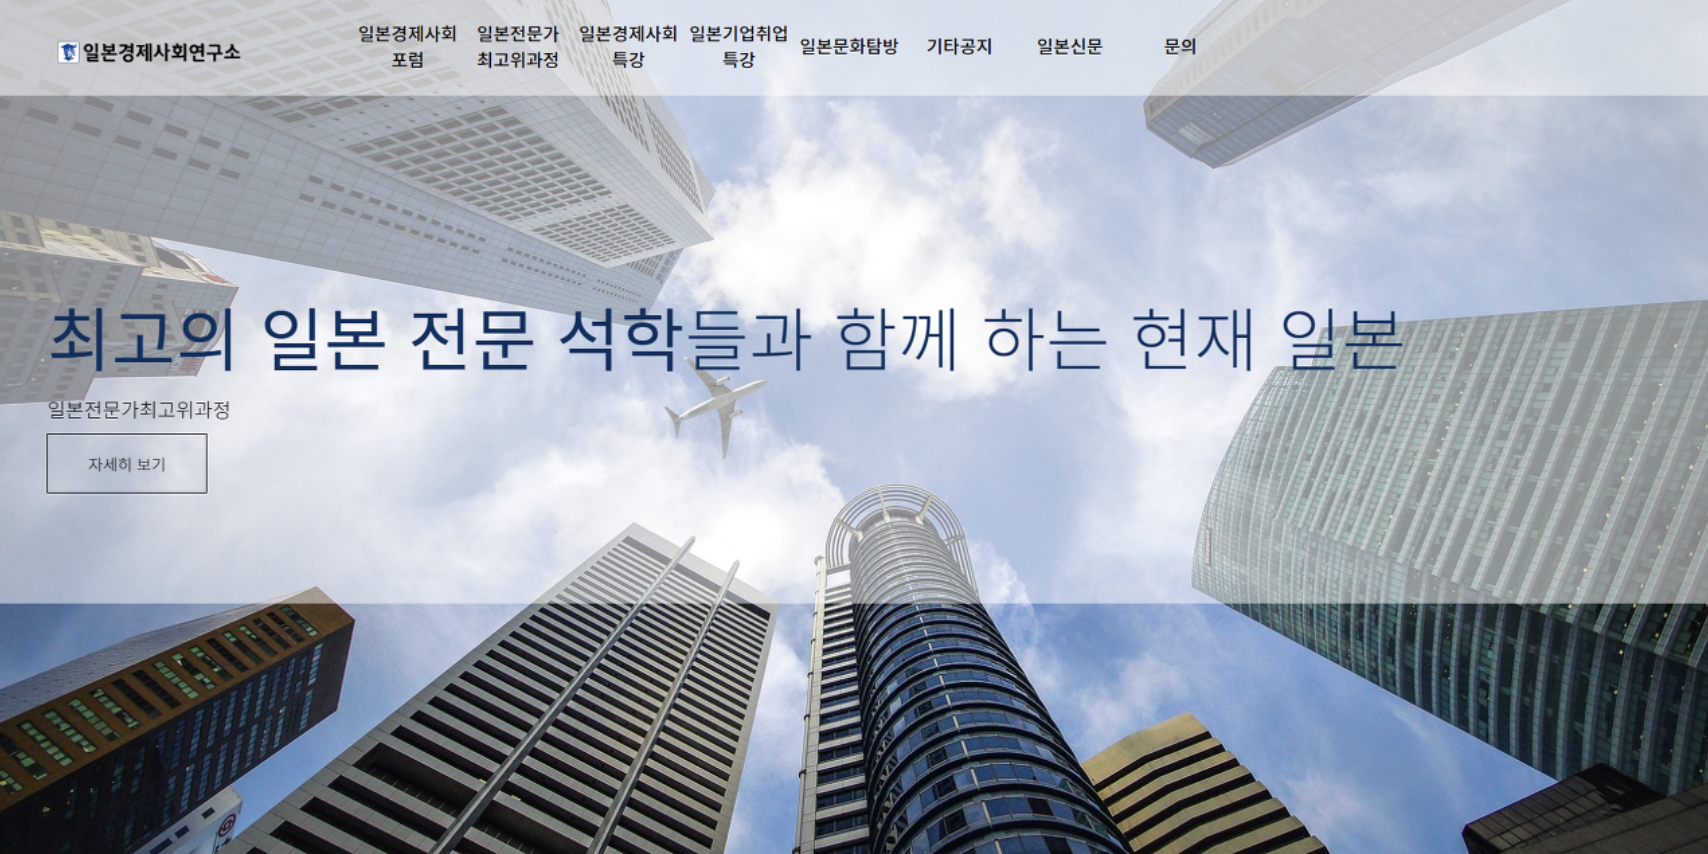 일본경제사회연구소
일본경제사회
포럼
일본전문가
최고위과정
일본경제사회
특강
일본기업취업
특강
일본문화탐방
기타공지
일본신문
문의
최고의 일본 전문 석학들과 함께 하는 현재 일본
일본전문가최고위과정
자세히 보기